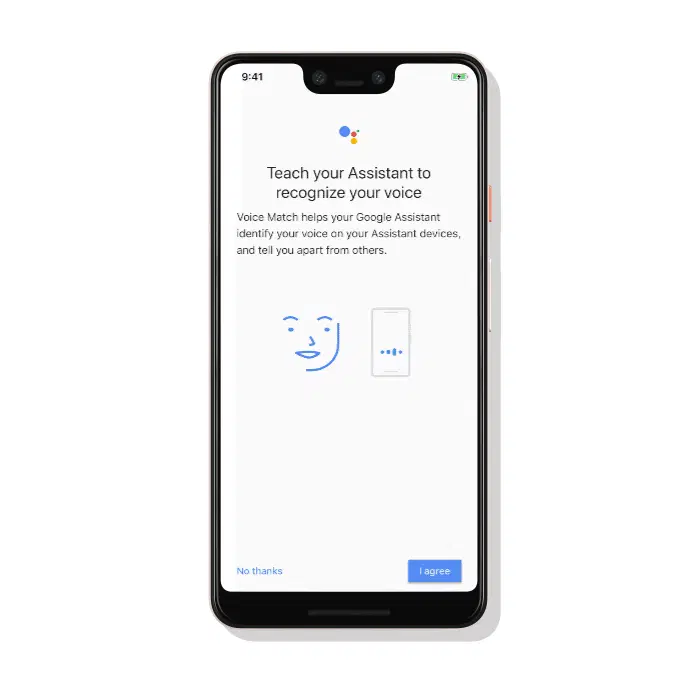 9:41
Teach your Assistant to
recognize your voice
Voice Match helps your Google Assistant
identify your voice on your Assistant devices,
and tell you apart from others.
No thanks
I agree